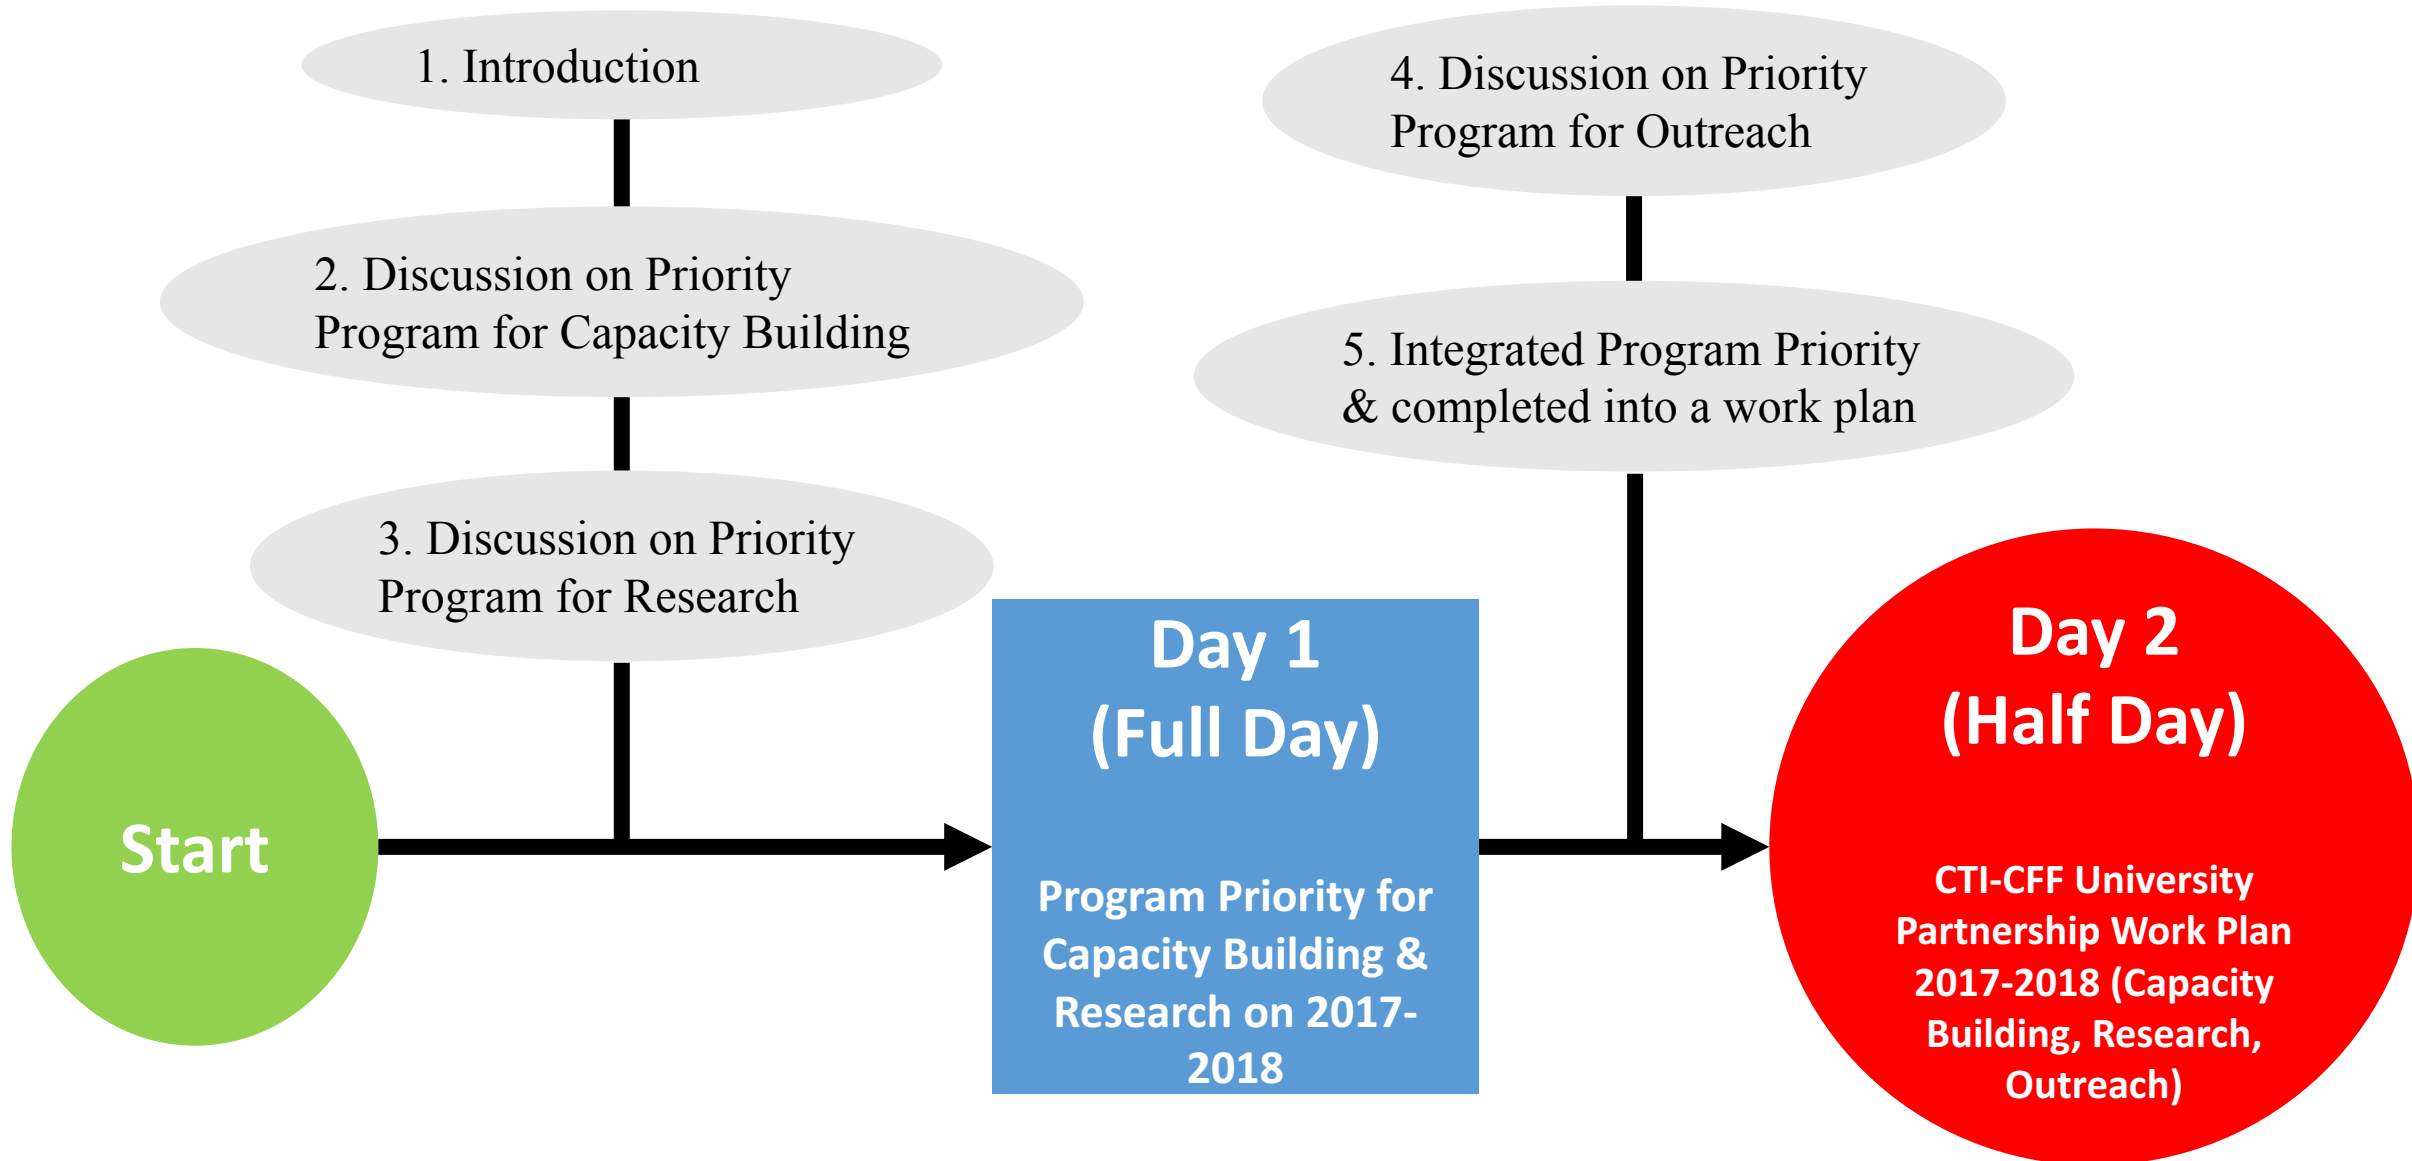 1. Introduction
2. Discussion on Priority
Program for Capacity Building
3. Discussion on Priority
Program for Research
4. Discussion on Priority
Program for Outreach
5. Integrated Program Priority
& completed into a work plan
Start
Day 1
(Full Day)
Program Priority for
Capacity Building &
Research on 2017-
2018
Day 2
(Half Day)
CTI-CFF University
Partnership Work Plan
2017-2018 (Capacity
Building, Research,
Outreach)